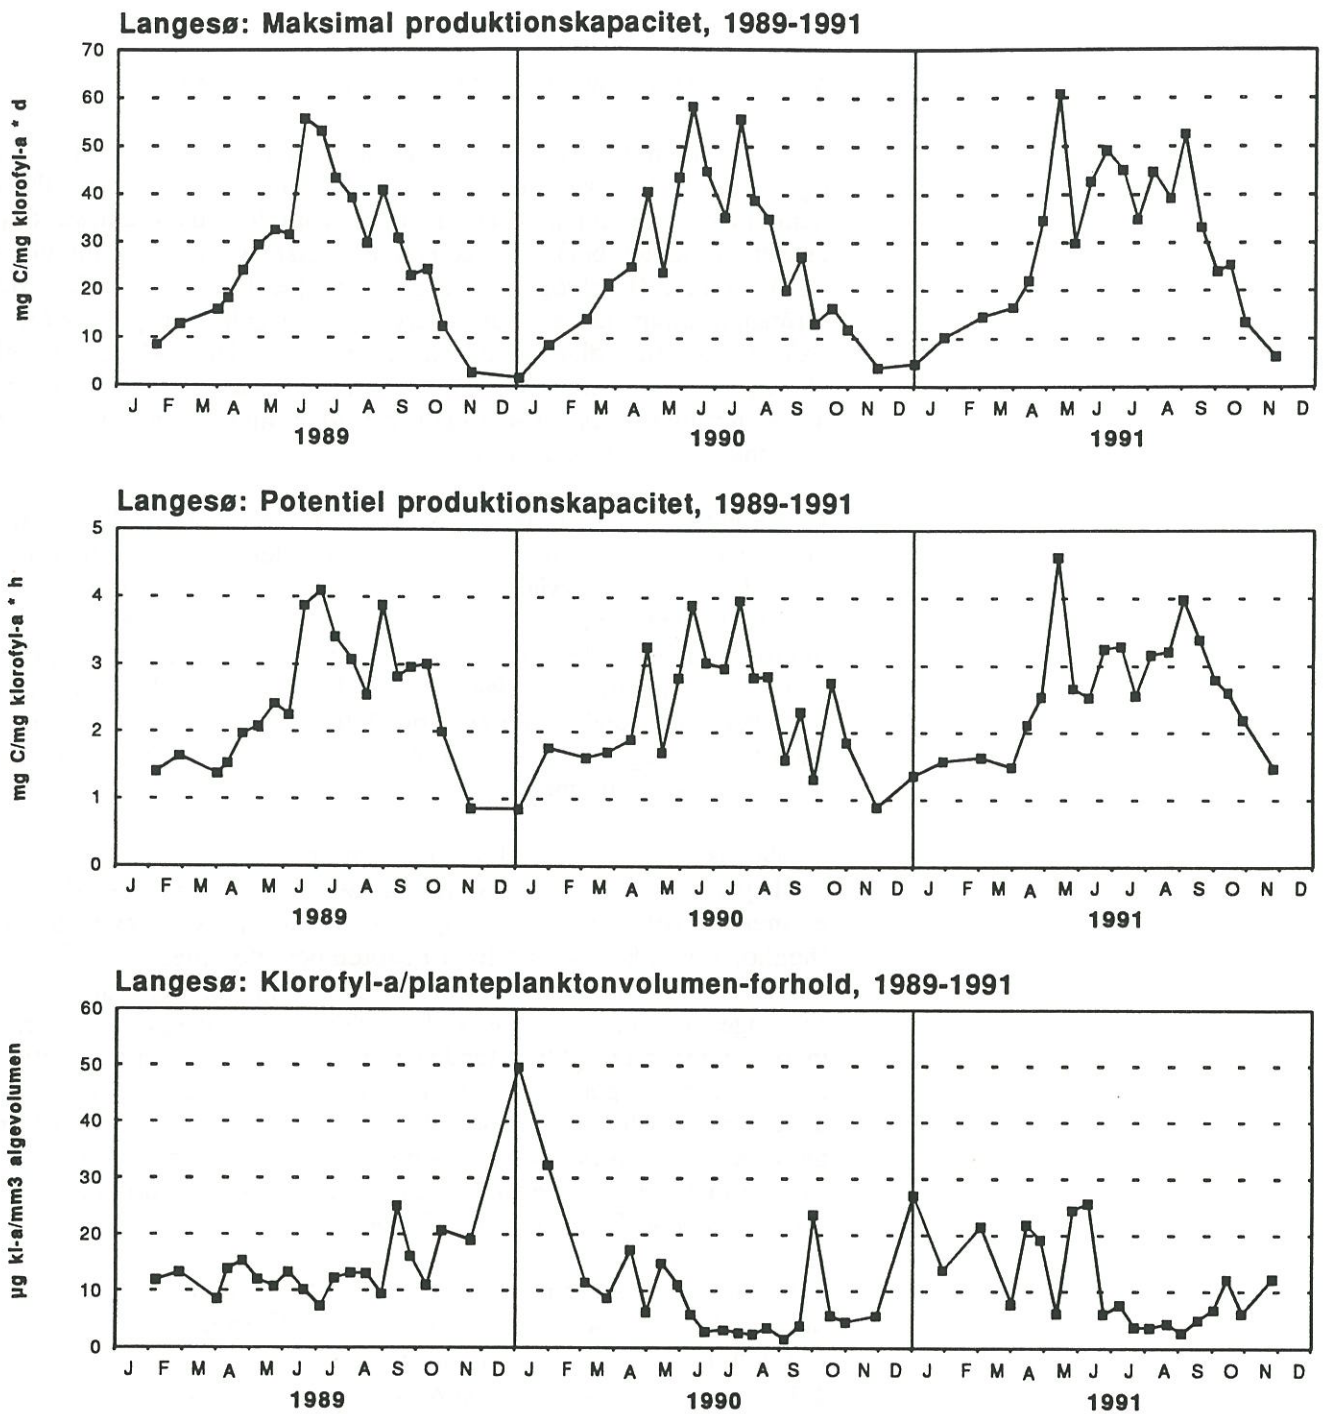 Langesø: Maksimal produktionskapacitet, 1989-1991
mg C/mg klorofyl-a * d
70
60
50
40
30
20
10
0
J F M A M J J A S O N D J F M A M J J A S O N D J F M A M J J A S O N D
1989 1990 1991
Langesø: Potentiel produktionskapacitet, 1989-1991
mg C/mg klorofyl-a * h
5
4
3
2
1
0
J F M A M J J A S O N D J F M A M J J A S O N D J F M A M J J A S O N D
1989 1990 1991
Langesø: Klorofyl-a/planteplanktonvolumen-forhold, 1989-1991
µg kl-a/mm3 algevolumen
60
50
40
30
20
10
0
J F M A M J J A S O N D J F M A M J J A S O N D J F M A M J J A S O N D
1989 1990 1991